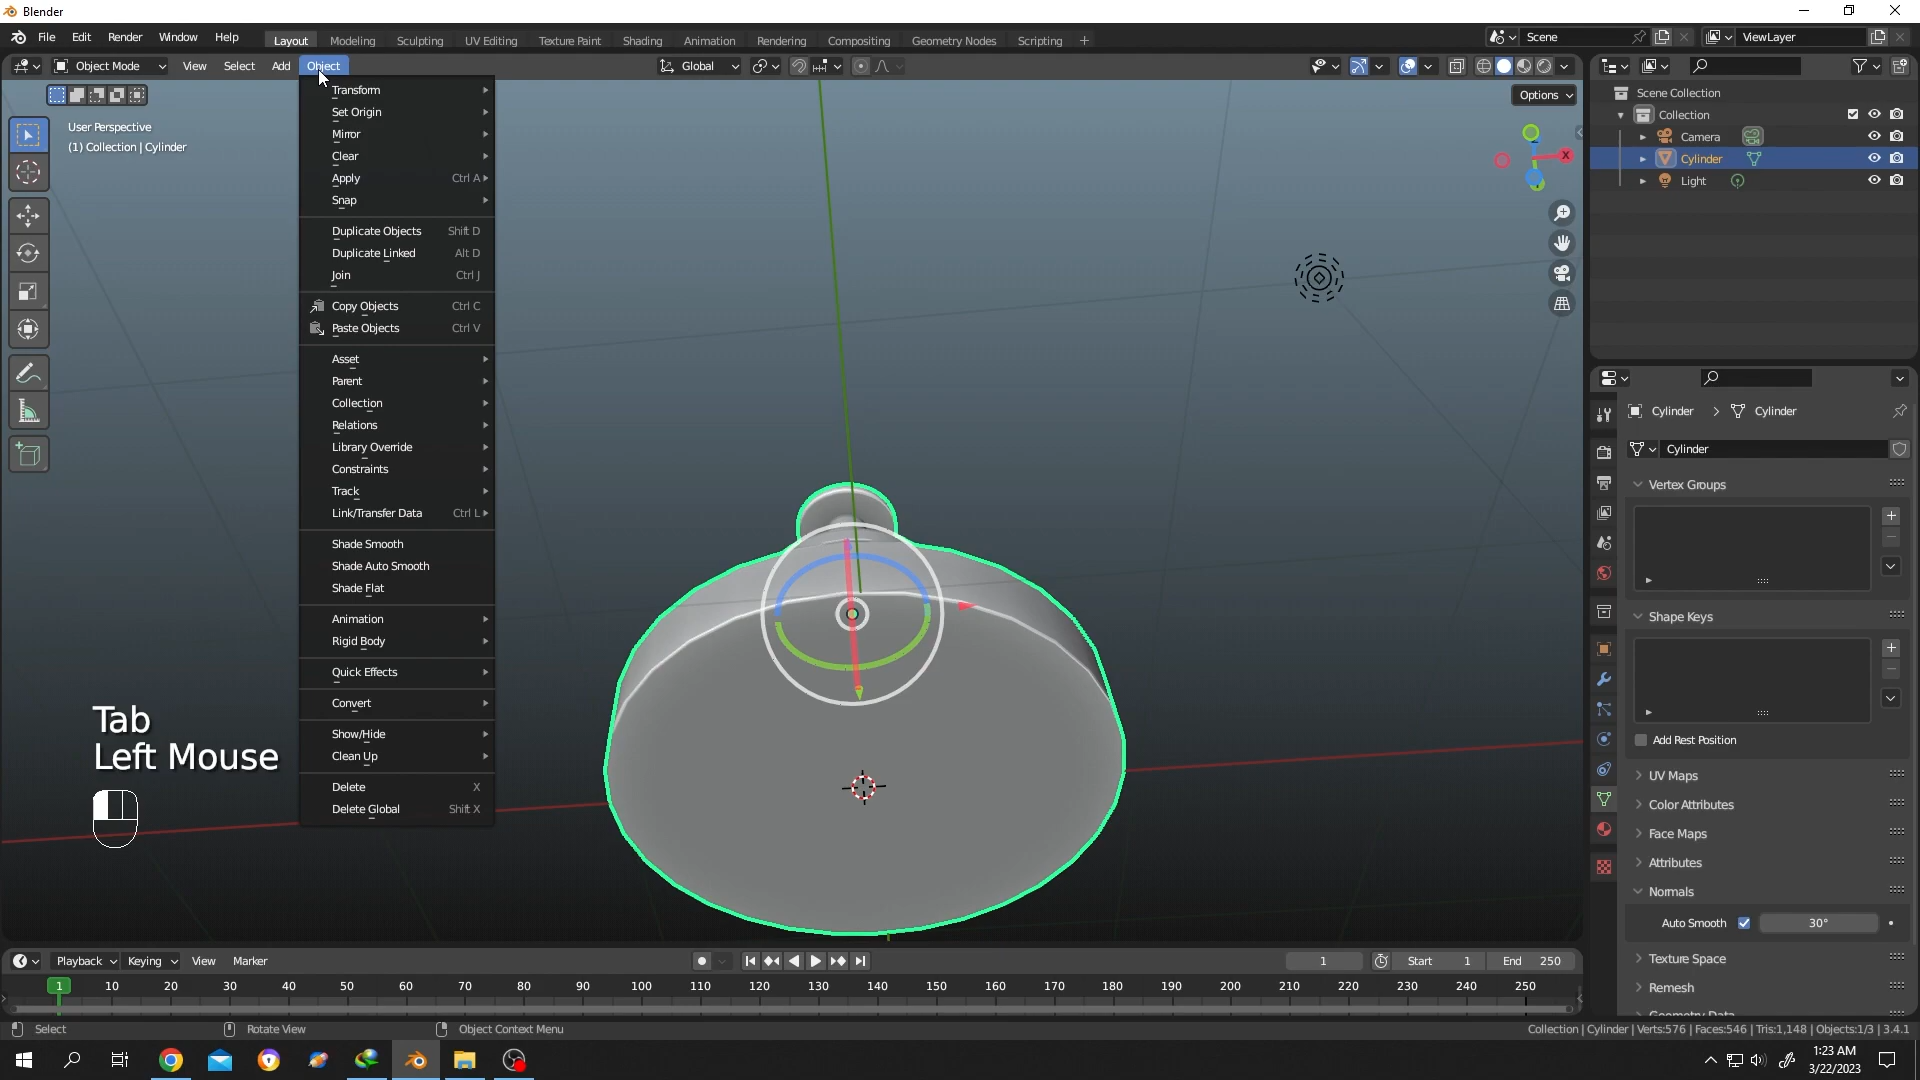 Blender
File Edit Render Window Help Layout Modeling Sculpting UV Editing Texture Paint Shading Animation Rendering Compositing Geometry Nodes Scripting + Scene ViewLayer
Object Mode View Select Add Object Global
Options
User Perspective
(1) Collection | Cylinder
Transform
Set Origin
Mirror
Clear
Apply Ctrl A
Snap
Duplicate Objects Shift D
Duplicate Linked Alt D
Join Ctrl J
Copy Objects Ctrl C
Paste Objects Ctrl V
Asset
Parent
Collection
Relations
Library Override
Constraints
Track
Link/Transfer Data Ctrl L
Shade Smooth
Shade Auto Smooth
Shade Flat
Animation
Rigid Body
Quick Effects
Convert
Show/Hide
Clean Up
Delete X
Delete Global Shift X
Tab
Left Mouse
X
Scene Collection
Collection
Camera
Cylinder
Light
Cylinder > Cylinder
Cylinder
Vertex Groups
Shape Keys
Add Rest Position
UV Maps
Color Attributes
Face Maps
Attributes
Normals
Auto Smooth 30°
Texture Space
Remesh
Geometry Data
Playback Keying View Marker 1 Start 1 End 250
1 10 20 30 40 50 60 70 80 90 100 110 120 130 140 150 160 170 180 190 200 210 220 230 240 250
Select Rotate View Object Context Menu Collection | Cylinder | Verts:576 | Faces:546 | Tris:1,148 | Objects:1/3 | 3.4.1
1:23 AM
3/22/2023